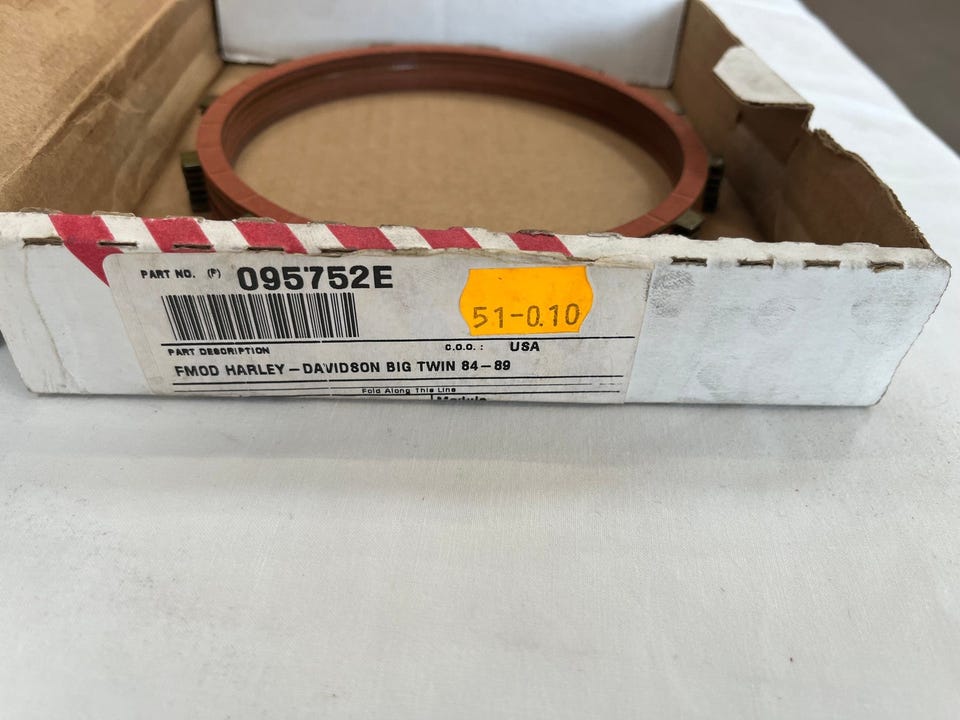 PART NO. (P) 095752E
51-0.10
PART DESCRIPTION C.O.O. : USA
FMOD HARLEY-DAVIDSON BIG TWIN 84-89
Fold Along This Line
Module